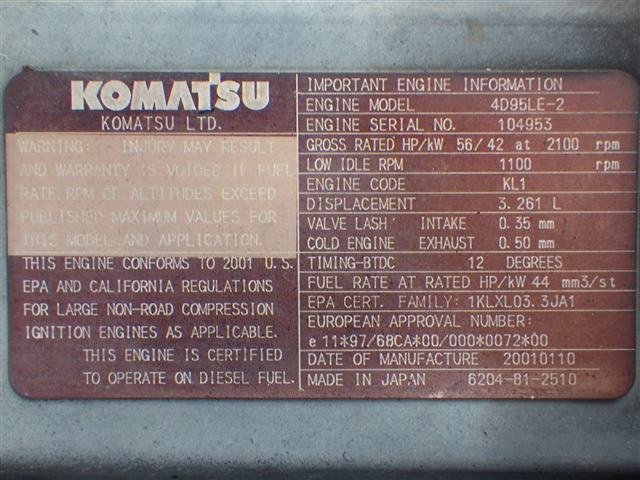 KOMATSU
KOMATSU LTD.
WARNING: INJURY MAY RESULT
AND WARRANTY IS VOIDED IF FUEL
RATE, RPM OR ALTITUDES EXCEED
PUBLISHED MAXIMUM VALUES FOR
THIS MODEL AND APPLICATION.
THIS ENGINE CONFORMS TO 2001 U.S.
EPA AND CALIFORNIA REGULATIONS
FOR LARGE NON-ROAD COMPRESSION
IGNITION ENGINES AS APPLICABLE.
THIS ENGINE IS CERTIFIED
TO OPERATE ON DIESEL FUEL.
IMPORTANT ENGINE INFORMATION
ENGINE MODEL 4D95LE-2
ENGINE SERIAL NO. 104953
GROSS RATED HP/kW 56/42 at 2100 rpm
LOW IDLE RPM 1100 rpm
ENGINE CODE KL1
DISPLACEMENT 3.261 L
VALVE LASH INTAKE 0.35 mm
COLD ENGINE EXHAUST 0.50 mm
TIMING-BTDC 12 DEGREES
FUEL RATE AT RATED HP/kW 44 mm3/st
EPA CERT. FAMILY: 1KLXL03.3JA1
EUROPEAN APPROVAL NUMBER:
e11*97/68CA*00/000*0072*00
DATE OF MANUFACTURE 20010110
MADE IN JAPAN 6204-81-2510